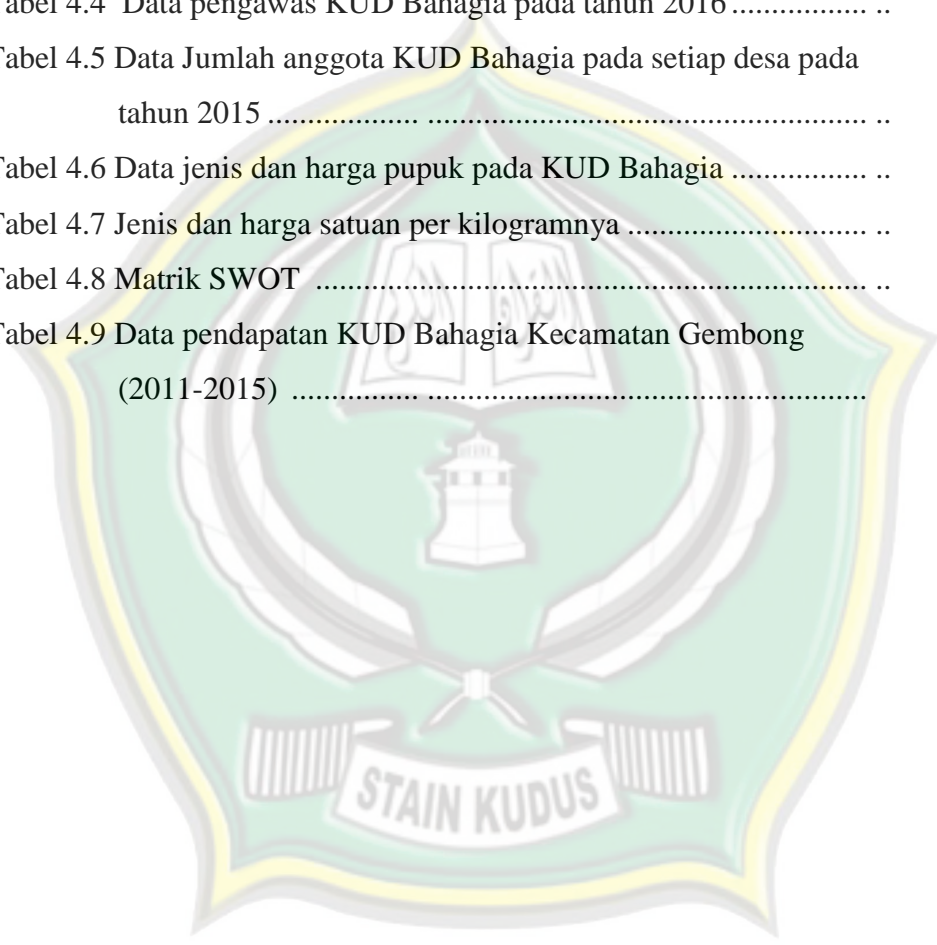 abel 4.4 Data pengawas KUD Bahagia pada tahun 2016................. ..
Tabel 4.5 Data Jumlah anggota KUD Bahagia pada setiap desa pada
tahun 2015 ................... ....................................................... ..
Tabel 4.6 Data jenis dan harga pupuk pada KUD Bahagia ................. ..
Tabel 4.7 Jenis dan harga satuan per kilogramnya .............................. ..
Tabel 4.8 Matrik SWOT ..................................................................... ..
Tabel 4.9 Data pendapatan KUD Bahagia Kecamatan Gembong
(2011-2015) ................ .......................................................
STAIN KUDUS